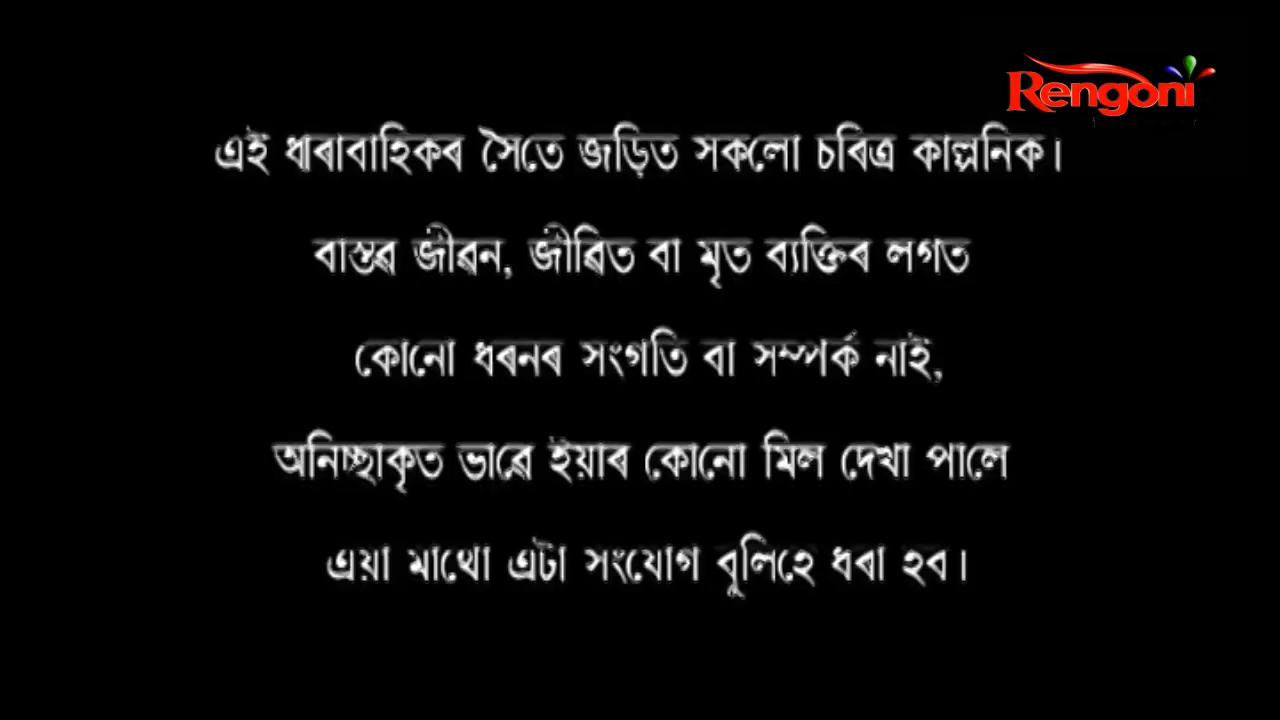 Rengoni
এই ধাৰাবাহিকৰ সৈতে জড়িত সকলো চৰিত্ৰ কাল্পনিক।
বাস্তৱ জীৱন, জীৱিত বা মৃত ব্যক্তিৰ লগত
কোনো ধৰনৰ সংগতি বা সম্পৰ্ক নাই,
অনিচ্ছাকৃত ভাৱে ইয়াৰ কোনো মিল দেখা পালে
এয়া মাথো এটা সংযোগ বুলিহে ধৰা হব।